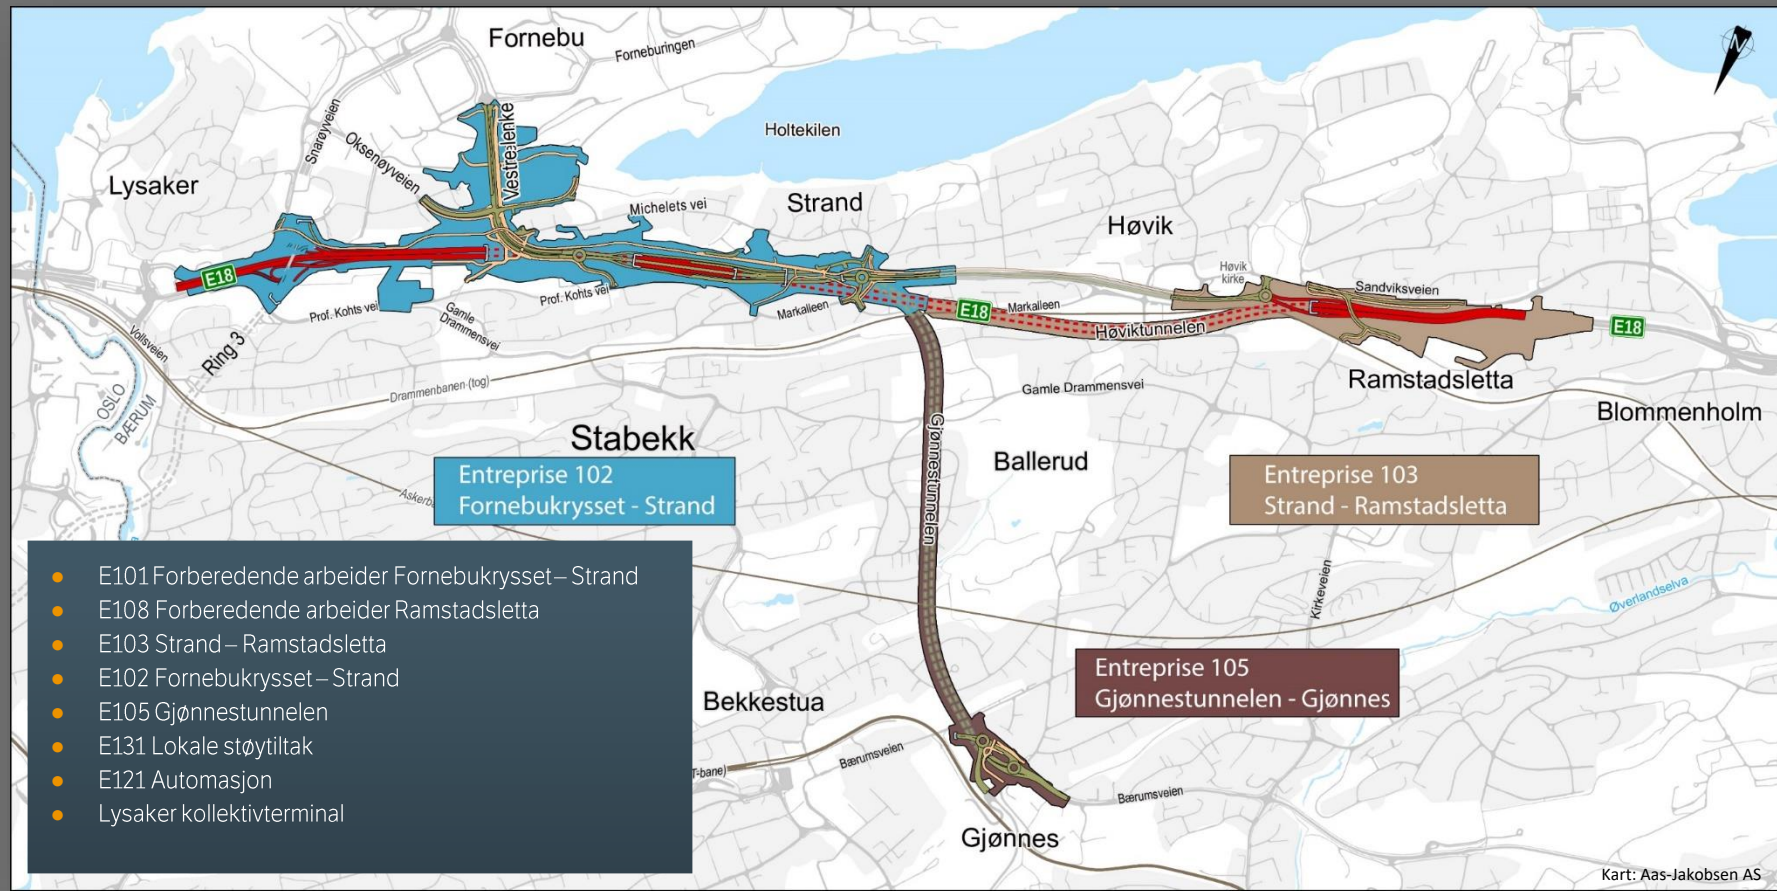 Fornebu
Forneburingen
N
Snarøyveien
Oksenøyveien
Vestre lenke
Holtekilen
Lysaker
Michelets vei
Strand
Høvik
Høvik
kirke
Sandviksveien
E18
Prof. Kohts vei
Gamle
Drammensvei
Prof. Kohts vei
Markalleen
E18
Markalleen
Høviktunnelen
E18
Vollsveien
Ring 3
OSLO
BÆRUM
Drammenbanen (tog)
Gamle Drammensvei
Ramstadsletta
Blommenholm
Stabekk
Gjønnestunnelen
Ballerud
Entreprise 102
Fornebukrysset - Strand
Entreprise 103
Strand - Ramstadsletta
Kirkeveien
Øverlandselva
E101 Forberedende arbeider Fornebukrysset – Strand
E108 Forberedende arbeider Ramstadsletta
E103 Strand – Ramstadsletta
E102 Fornebukrysset – Strand
E105 Gjønnestunnelen
E131 Lokale støytiltak
E121 Automasjon
Lysaker kollektivterminal
Entreprise 105
Gjønnestunnelen - Gjønnes
Bekkestua
Bærumsveien
Bærumsveien
Gjønnes
Kart: Aas-Jakobsen AS